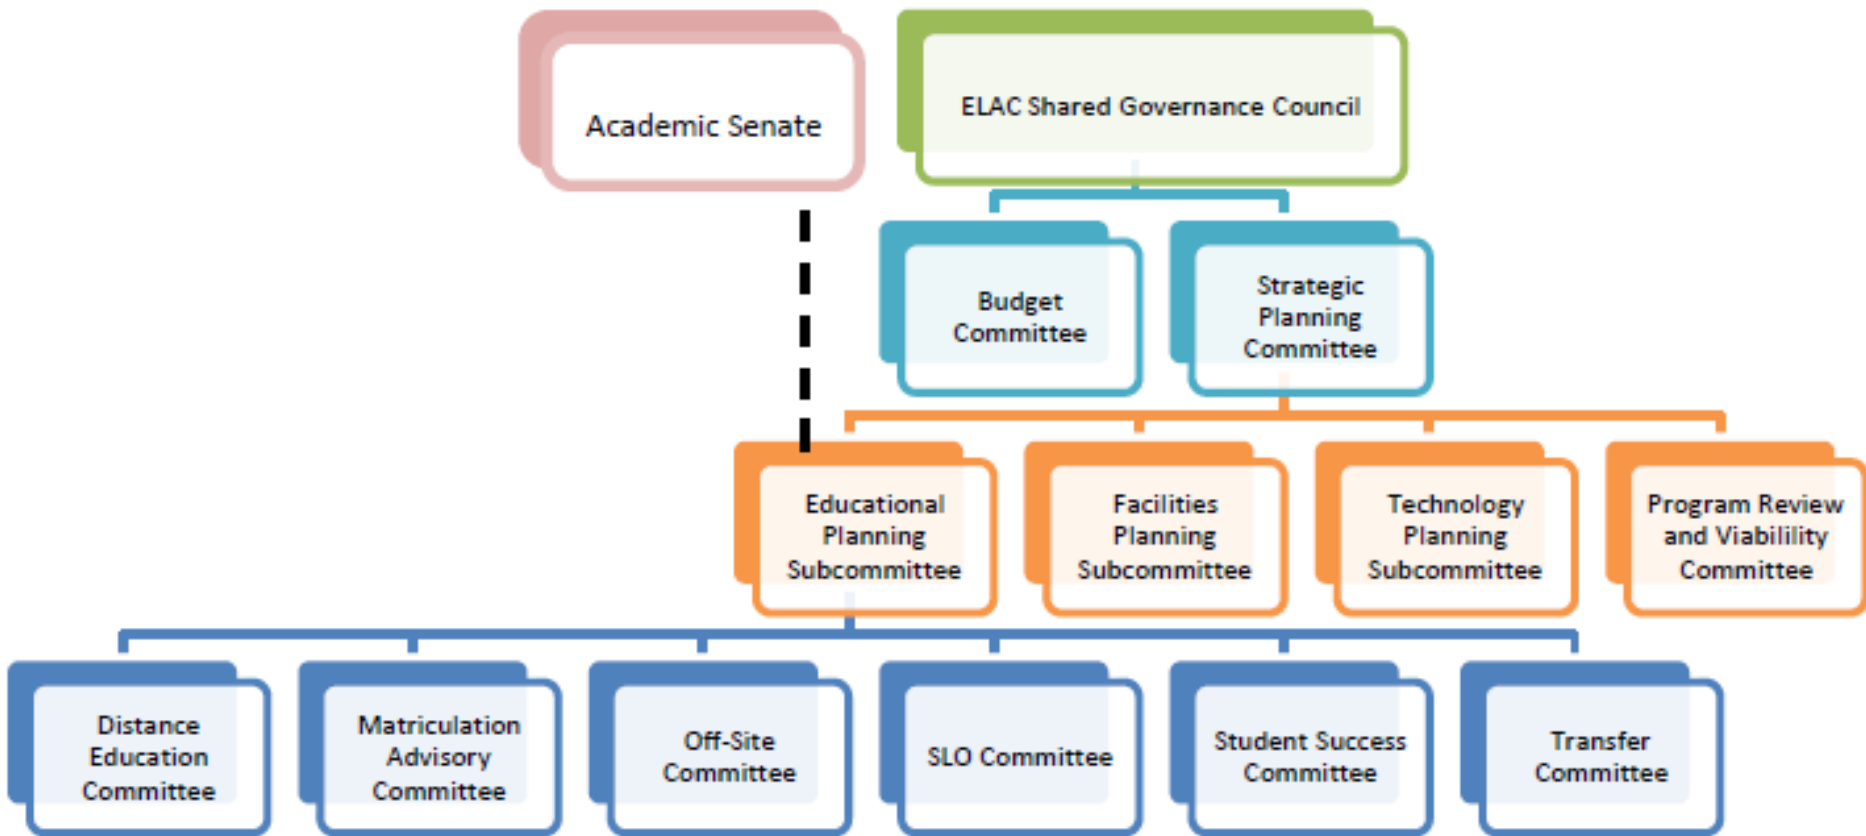 Academic Senate
ELAC Shared Governance Council
Budget
Committee
Strategic
Planning
Committee
Educational
Planning
Subcommittee
Facilities
Planning
Subcommittee
Technology
Planning
Subcommittee
Program Review
and Viabilility
Committee
Distance
Education
Committee
Matriculation
Advisory
Committee
Off-Site
Committee
SLO Committee
Student Success
Committee
Transfer
Committee